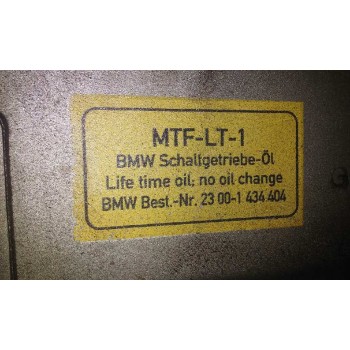 MTF-LT-1
BMW Schaltgetriebe-Öl
Life time oil; no oil change
BMW Best.-Nr. 23 00-1 434 404